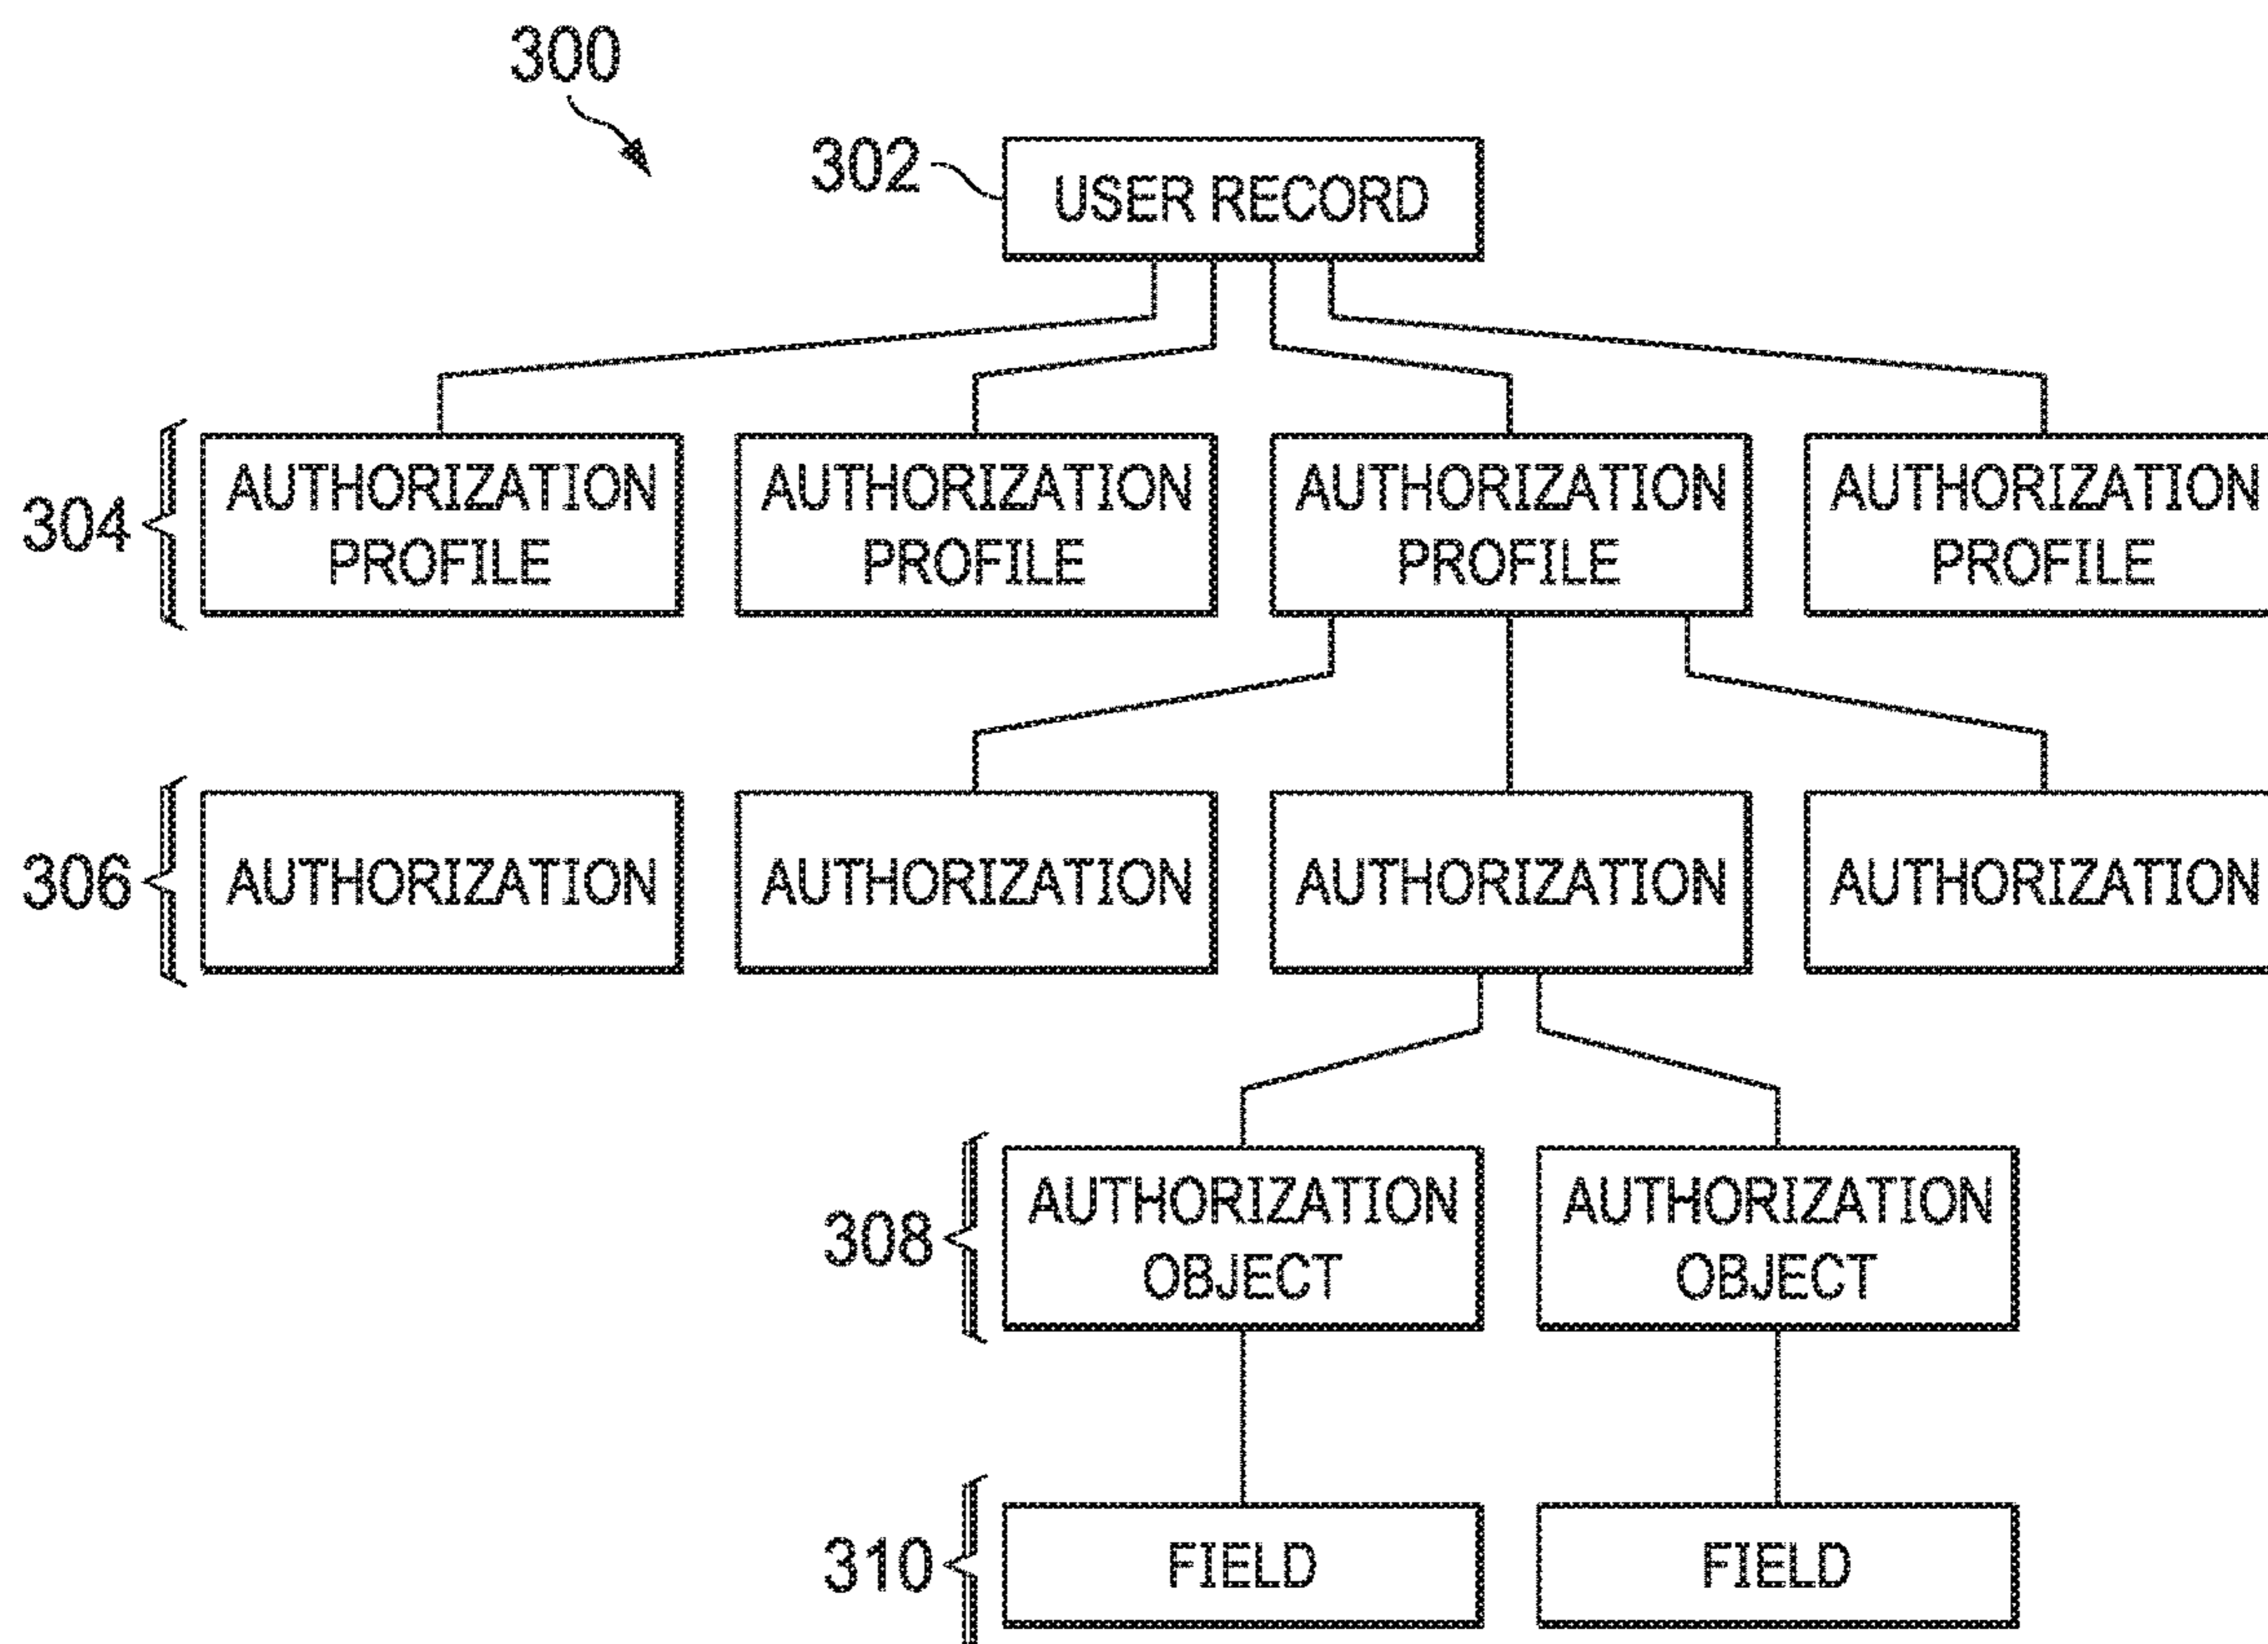 300
302
USER RECORD
304
AUTHORIZATION
PROFILE
AUTHORIZATION
PROFILE
AUTHORIZATION
PROFILE
AUTHORIZATION
PROFILE
306
AUTHORIZATION
AUTHORIZATION
AUTHORIZATION
AUTHORIZATION
308
AUTHORIZATION
OBJECT
AUTHORIZATION
OBJECT
310
FIELD
FIELD